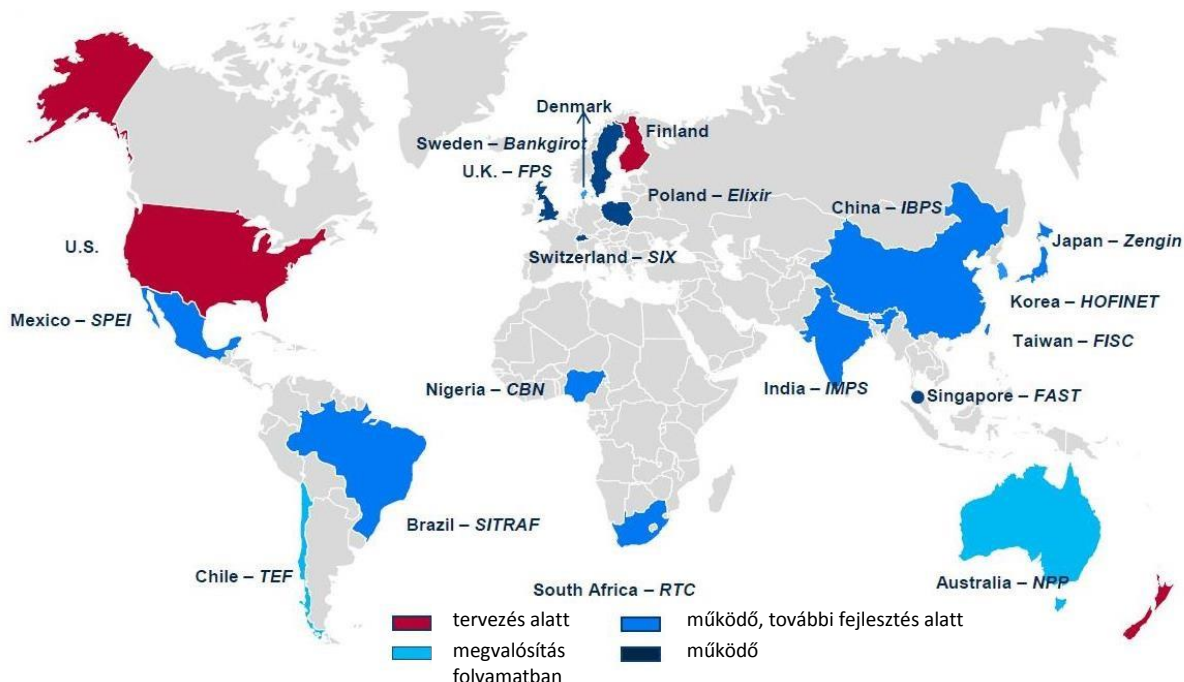 Denmark
Sweden – Bankgirot
Finland
U.K. – FPS
Poland – Elixir
China – IBPS
Japan – Zengin
U.S.
Switzerland – SIX
Korea – HOFINET
Mexico – SPEI
Taiwan – FISC
Nigeria – CBN
India – IMPS
Singapore – FAST
Brazil – SITRAF
Chile – TEF
South Africa – RTC
Australia – NPP
tervezés alatt
működő, további fejlesztés alatt
megvalósítás
folyamatban
működő